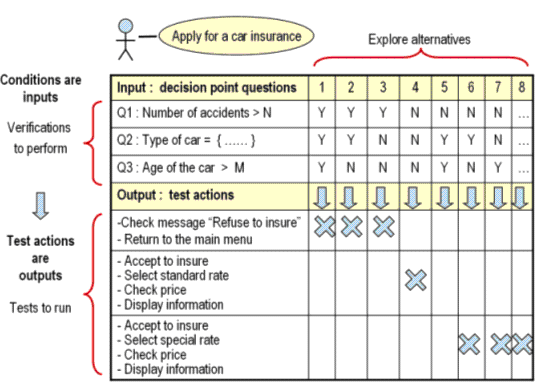 Apply for a car insurance
Explore alternatives
Conditions are
inputs
Verifications
to perform
Input : decision point questions 1 2 3 4 5 6 7 8
Q1 : Number of accidents > N Y Y Y N N N N ...
Q2 : Type of car = { ...... } Y Y N N Y Y N ...
Q3 : Age of the car > M Y N N N Y N Y ...
Output : test actions
-Check message “Refuse to insure”
- Return to the main menu
Test actions
are
outputs
Tests to run
- Accept to insure
- Select standard rate
- Check price
- Display information
- Accept to insure
- Select special rate
- Check price
- Display information